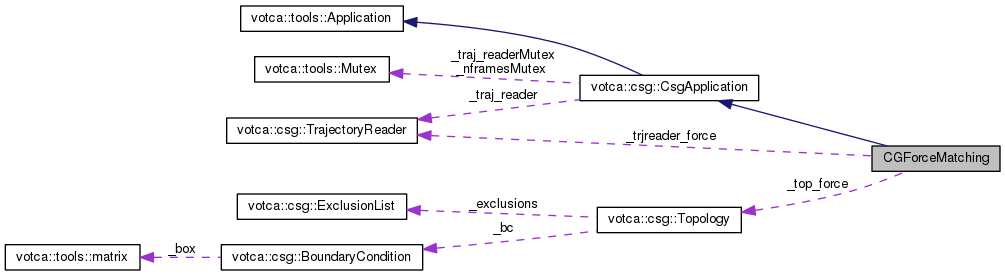 votca::tools::Application
votca::tools::Mutex
_traj_readerMutex
_nframesMutex
votca::csg::CsgApplication
_traj_reader
votca::csg::TrajectoryReader
_trjreader_force
CGForceMatching
_top_force
votca::csg::ExclusionList
_exclusions
votca::csg::Topology
_bc
votca::tools::matrix
_box
votca::csg::BoundaryCondition